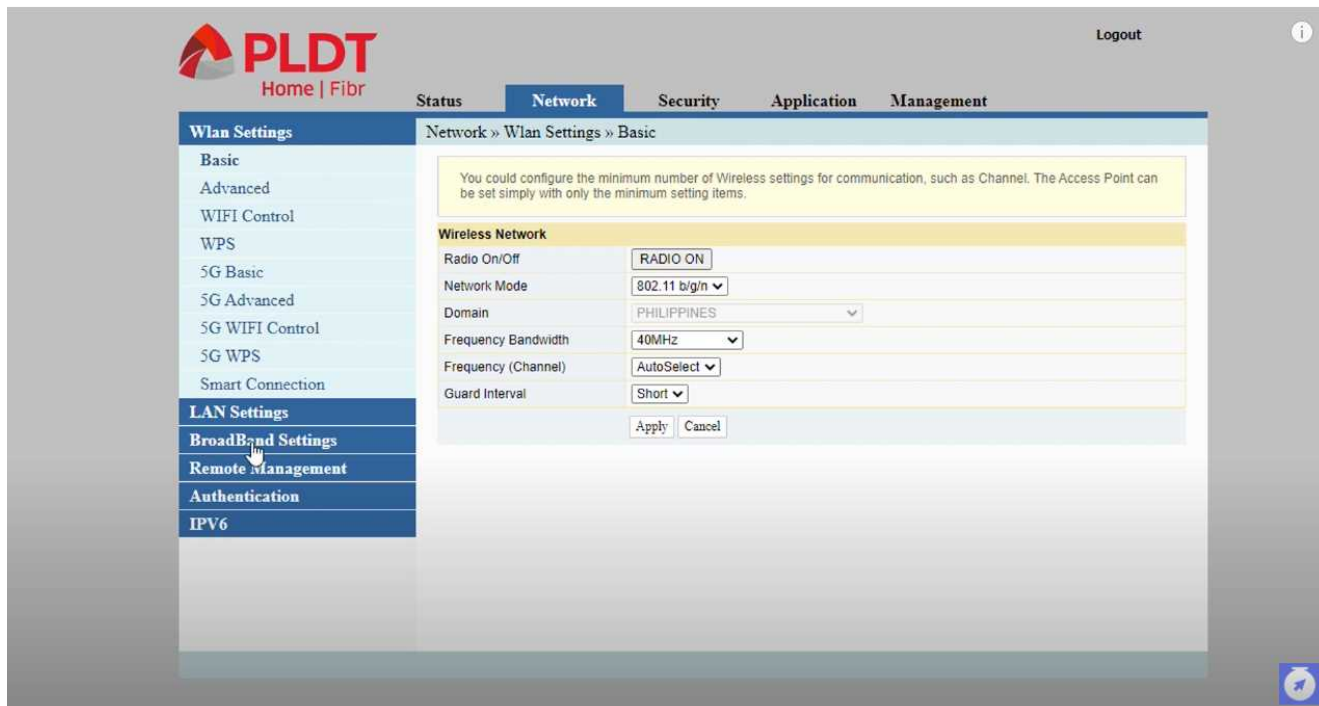 PLDT
Home | Fibr
Logout
Status Network Security Application Management
Wlan Settings
Basic
Advanced
WIFI Control
WPS
5G Basic
5G Advanced
5G WIFI Control
5G WPS
Smart Connection
LAN Settings
BroadBand Settings
Remote Management
Authentication
IPV6
Network » Wlan Settings » Basic
You could configure the minimum number of Wireless settings for communication, such as Channel. The Access Point can
be set simply with only the minimum setting items.
Wireless Network
Radio On/Off RADIO ON
Network Mode 802.11 b/g/n
Domain PHILIPPINES
Frequency Bandwidth 40MHz
Frequency (Channel) AutoSelect
Guard Interval Short
Apply Cancel